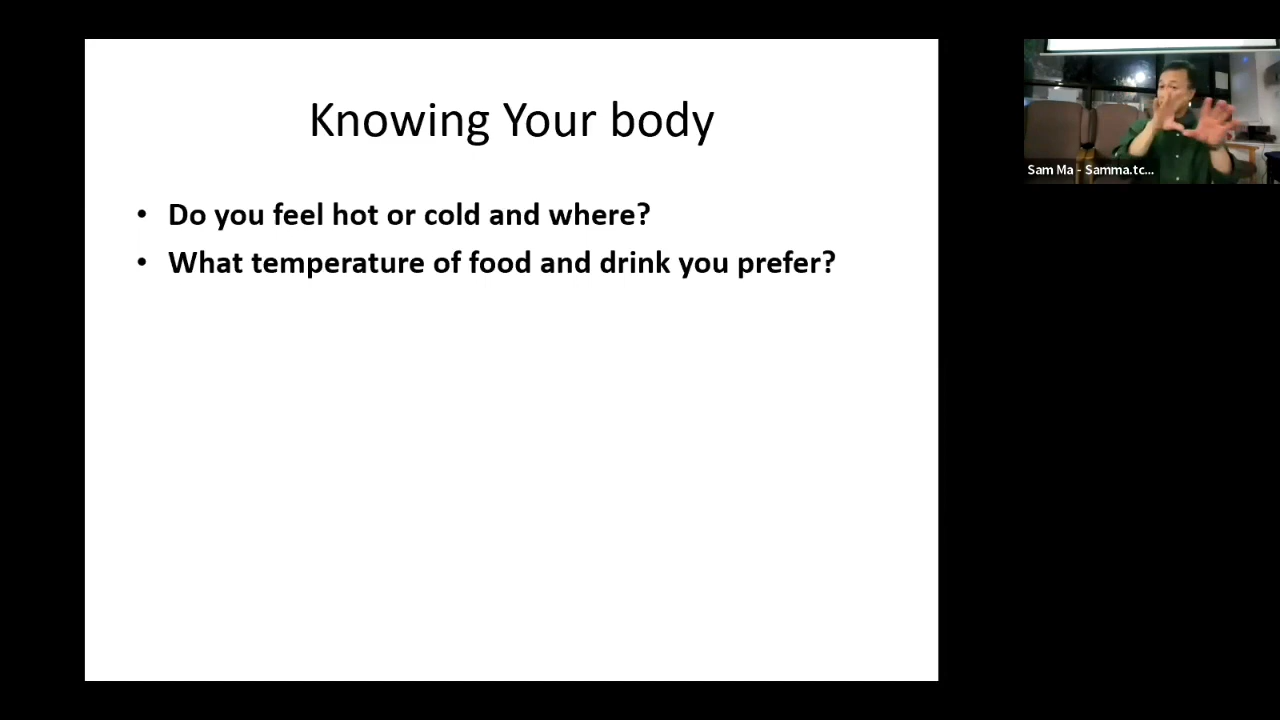 Knowing Your body
• Do you feel hot or cold and where?
• What temperature of food and drink you prefer?
Sam Ma - Samma.tc...